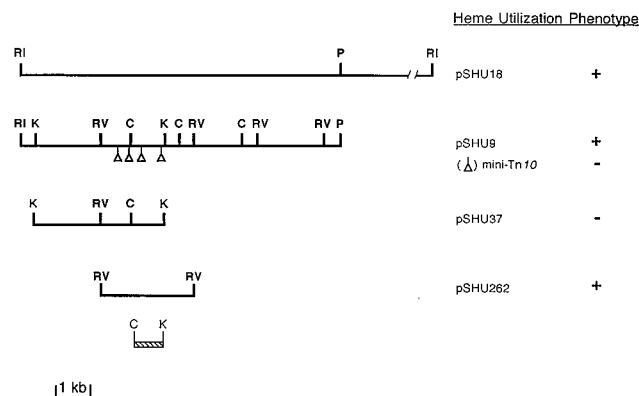 Heme Utilization Phenotype
RI P RI
pSHU18 +
RI K RV C K C RV C RV RV P
pSHU9 +
(△) mini-Tn10 -
K RV C K
pSHU37 -
RV RV
pSHU262 +
C K
1 kb